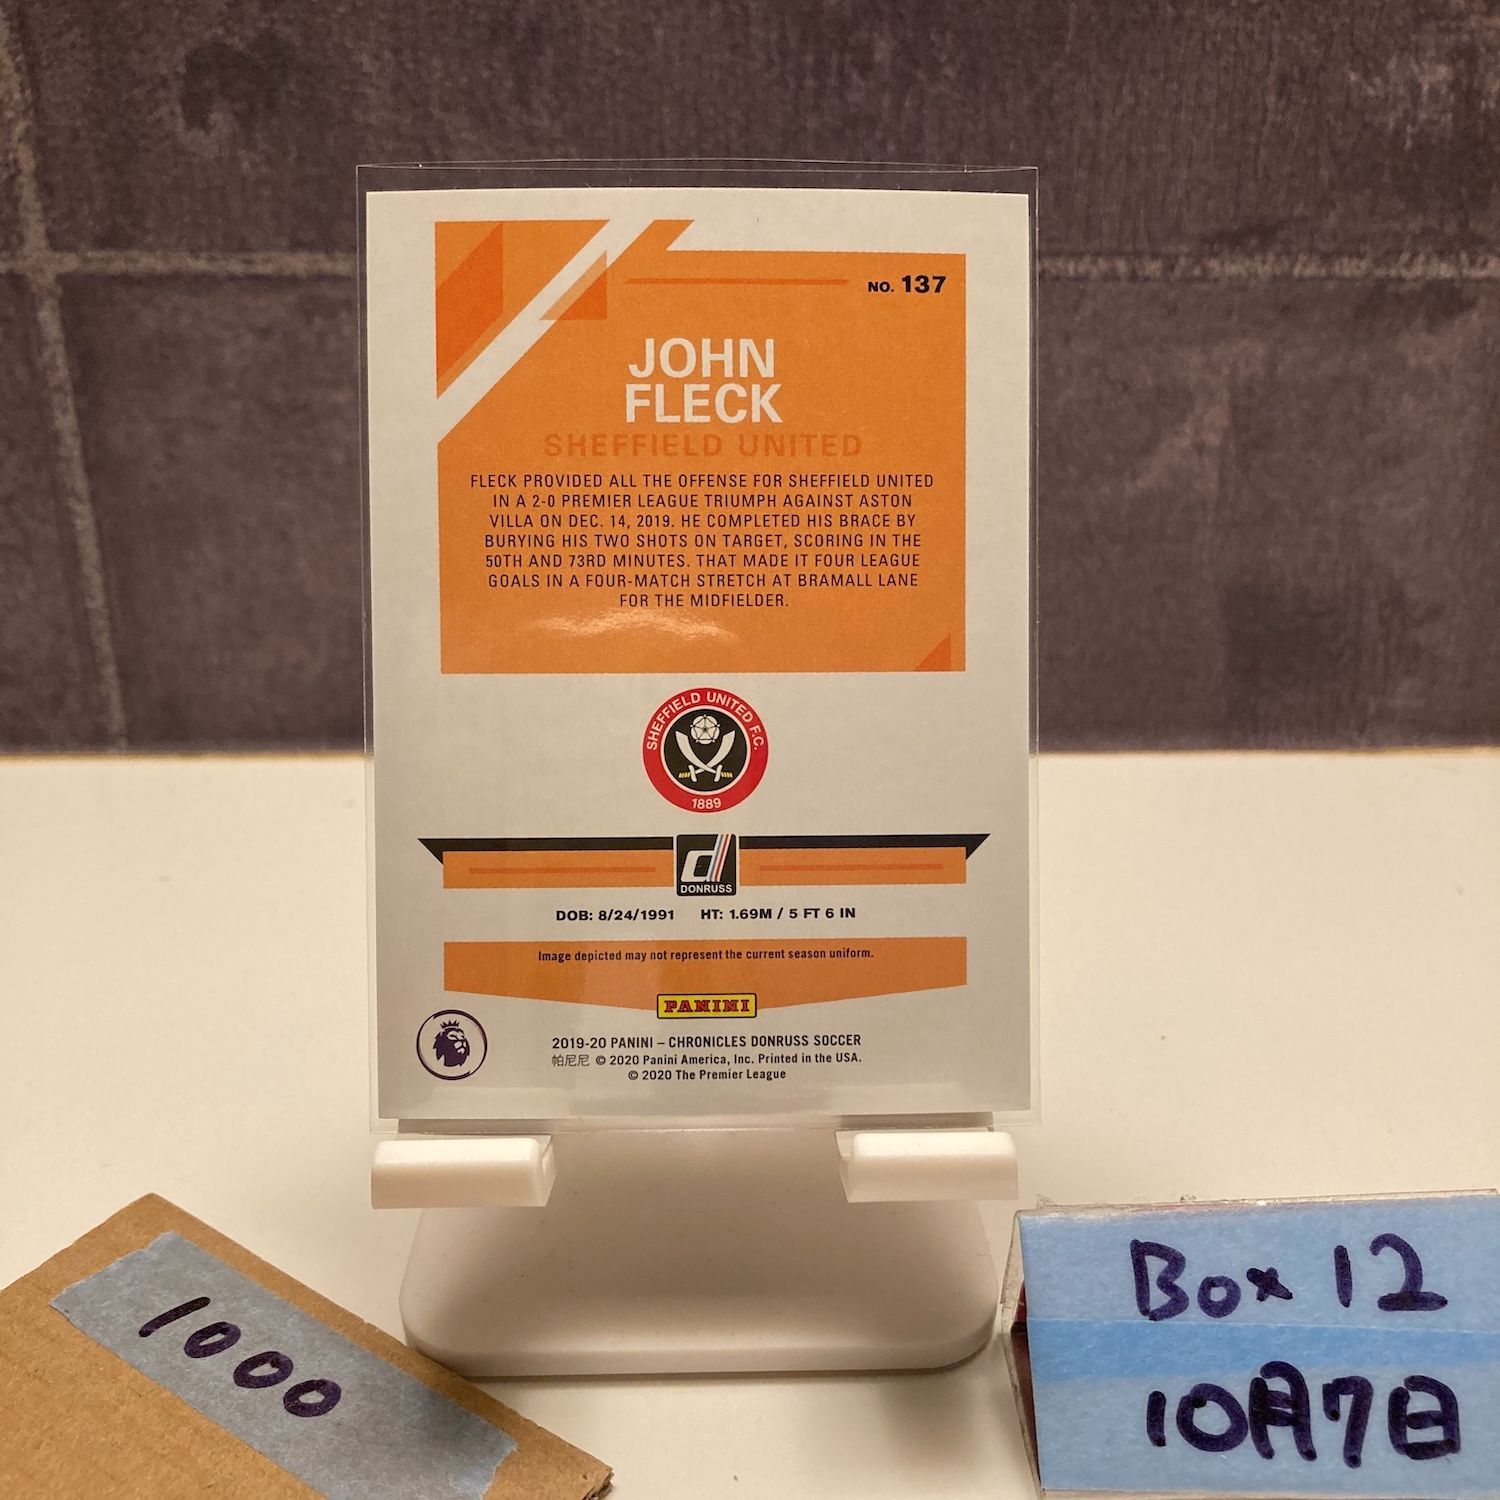 NO. 137
JOHN
FLECK
SHEFFIELD UNITED
FLECK PROVIDED ALL THE OFFENSE FOR SHEFFIELD UNITED
IN A 2-0 PREMIER LEAGUE TRIUMPH AGAINST ASTON
VILLA ON DEC. 14, 2019. HE COMPLETED HIS BRACE BY
BURYING HIS TWO SHOTS ON TARGET, SCORING IN THE
50TH AND 73RD MINUTES. THAT MADE IT FOUR LEAGUE
GOALS IN A FOUR-MATCH STRETCH AT BRAMALL LANE
FOR THE MIDFIELDER.
SHEFFIELD UNITED F.C.
1889
d
DONRUSS
DOB: 8/24/1991 HT: 1.69M / 5 FT 6 IN
Image depicted may not represent the current season uniform.
PANINI
2019-20 PANINI – CHRONICLES DONRUSS SOCCER
帕尼尼 © 2020 Panini America, Inc. Printed in the USA.
© 2020 The Premier League
1000
Box 12
10月7日